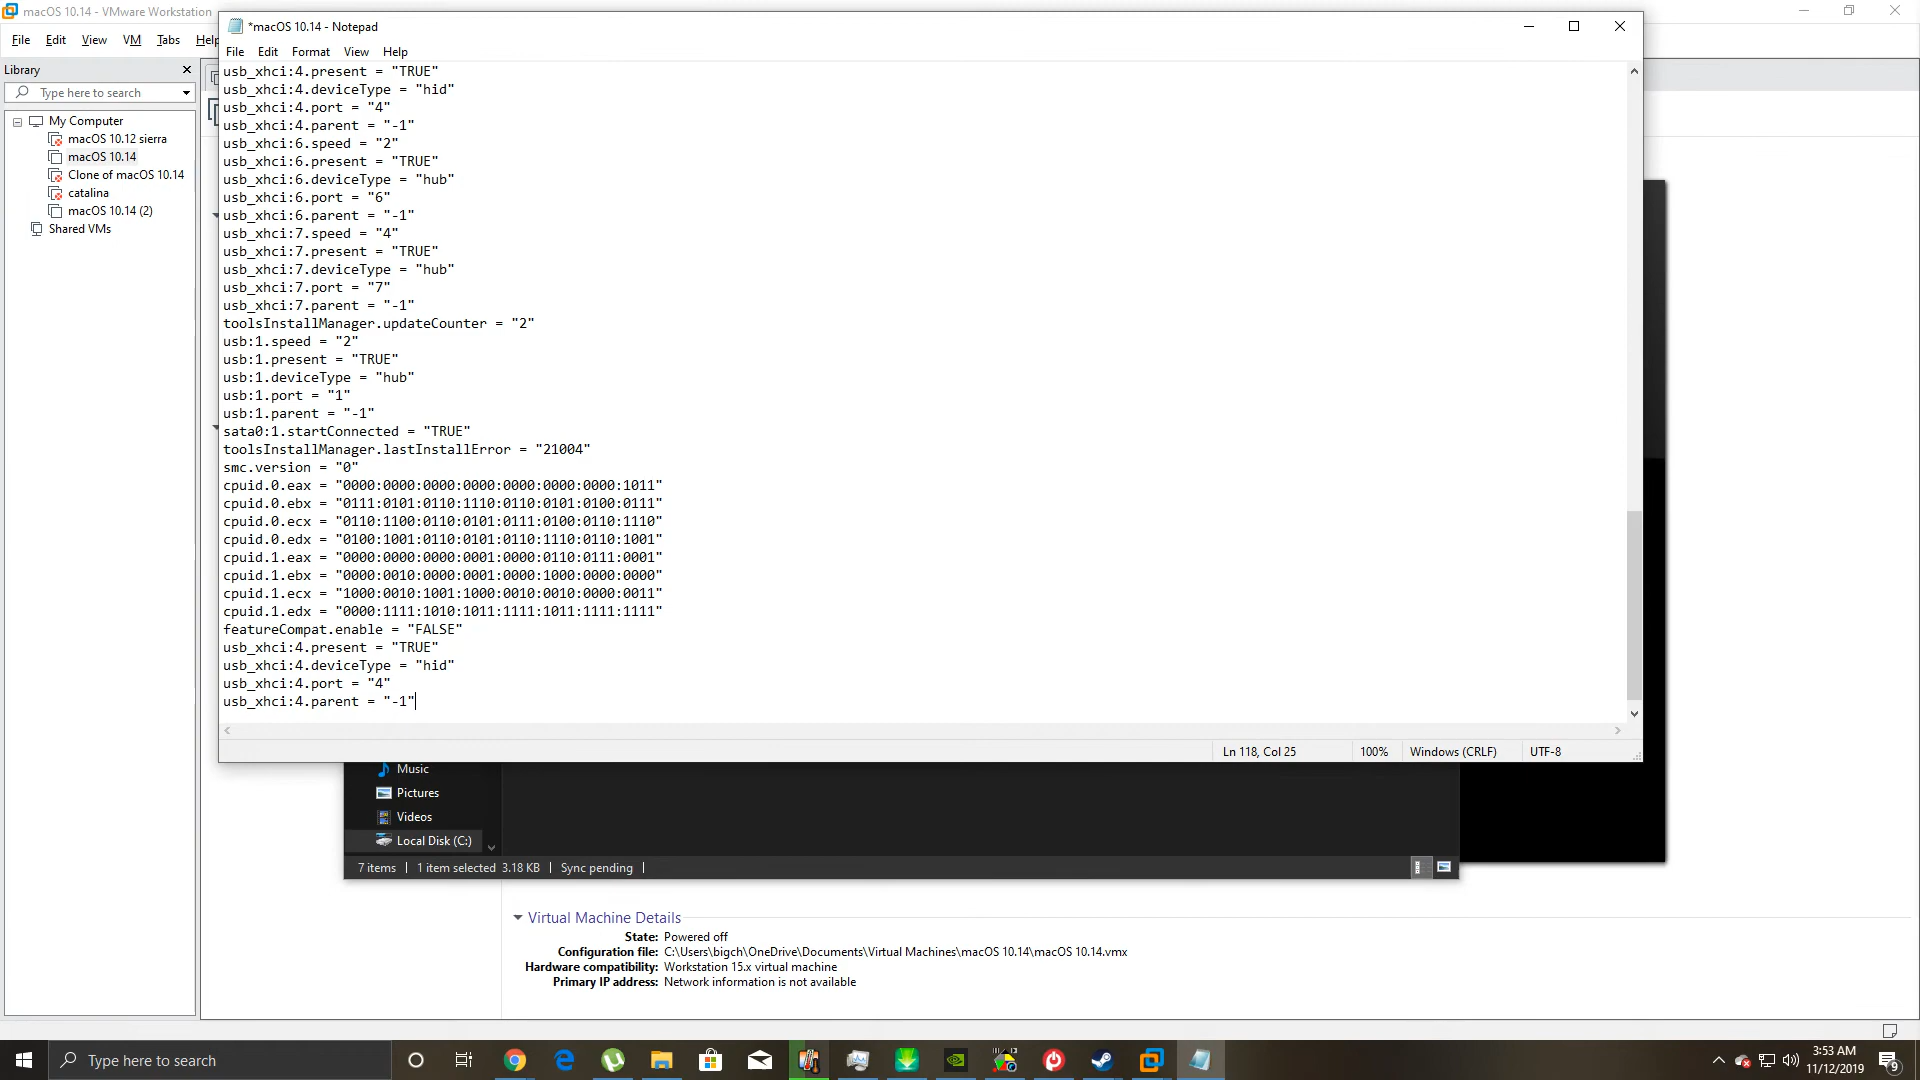 macOS 10.14 - VMware Workstation
File Edit View VM Tabs Help
Library
Type here to search
My Computer
macOS 10.12 sierra
macOS 10.14
Clone of macOS 10.14
catalina
macOS 10.14 (2)
Shared VMs
*macOS 10.14 - Notepad
File Edit Format View Help
usb_xhci:4.present = "TRUE"
usb_xhci:4.deviceType = "hid"
usb_xhci:4.port = "4"
usb_xhci:4.parent = "-1"
usb_xhci:6.speed = "2"
usb_xhci:6.present = "TRUE"
usb_xhci:6.deviceType = "hub"
usb_xhci:6.port = "6"
usb_xhci:6.parent = "-1"
usb_xhci:7.speed = "4"
usb_xhci:7.present = "TRUE"
usb_xhci:7.deviceType = "hub"
usb_xhci:7.port = "7"
usb_xhci:7.parent = "-1"
toolsInstallManager.updateCounter = "2"
usb:1.speed = "2"
usb:1.present = "TRUE"
usb:1.deviceType = "hub"
usb:1.port = "1"
usb:1.parent = "-1"
sata0:1.startConnected = "TRUE"
toolsInstallManager.lastInstallError = "21004"
smc.version = "0"
cpuid.0.eax = "0000:0000:0000:0000:0000:0000:0000:1011"
cpuid.0.ebx = "0111:0101:0110:1110:0110:0101:0100:0111"
cpuid.0.ecx = "0110:1100:0110:0101:0111:0100:0110:1110"
cpuid.0.edx = "0100:1001:0110:0101:0110:1110:0110:1001"
cpuid.1.eax = "0000:0000:0000:0001:0000:0110:0111:0001"
cpuid.1.ebx = "0000:0010:0000:0001:0000:1000:0000:0000"
cpuid.1.ecx = "1000:0010:1001:1000:0010:0010:0000:0011"
cpuid.1.edx = "0000:1111:1010:1011:1111:1011:1111:1111"
featureCompat.enable = "FALSE"
usb_xhci:4.present = "TRUE"
usb_xhci:4.deviceType = "hid"
usb_xhci:4.port = "4"
usb_xhci:4.parent = "-1"
Ln 118, Col 25 100% Windows (CRLF) UTF-8
Music
Pictures
Videos
Local Disk (C:)
7 items 1 item selected 3.18 KB Sync pending
Virtual Machine Details
State: Powered off
Configuration file: C:\Users\bigch\OneDrive\Documents\Virtual Machines\macOS 10.14\macOS 10.14.vmx
Hardware compatibility: Workstation 15.x virtual machine
Primary IP address: Network information is not available
Type here to search
3:53 AM
11/12/2019
9